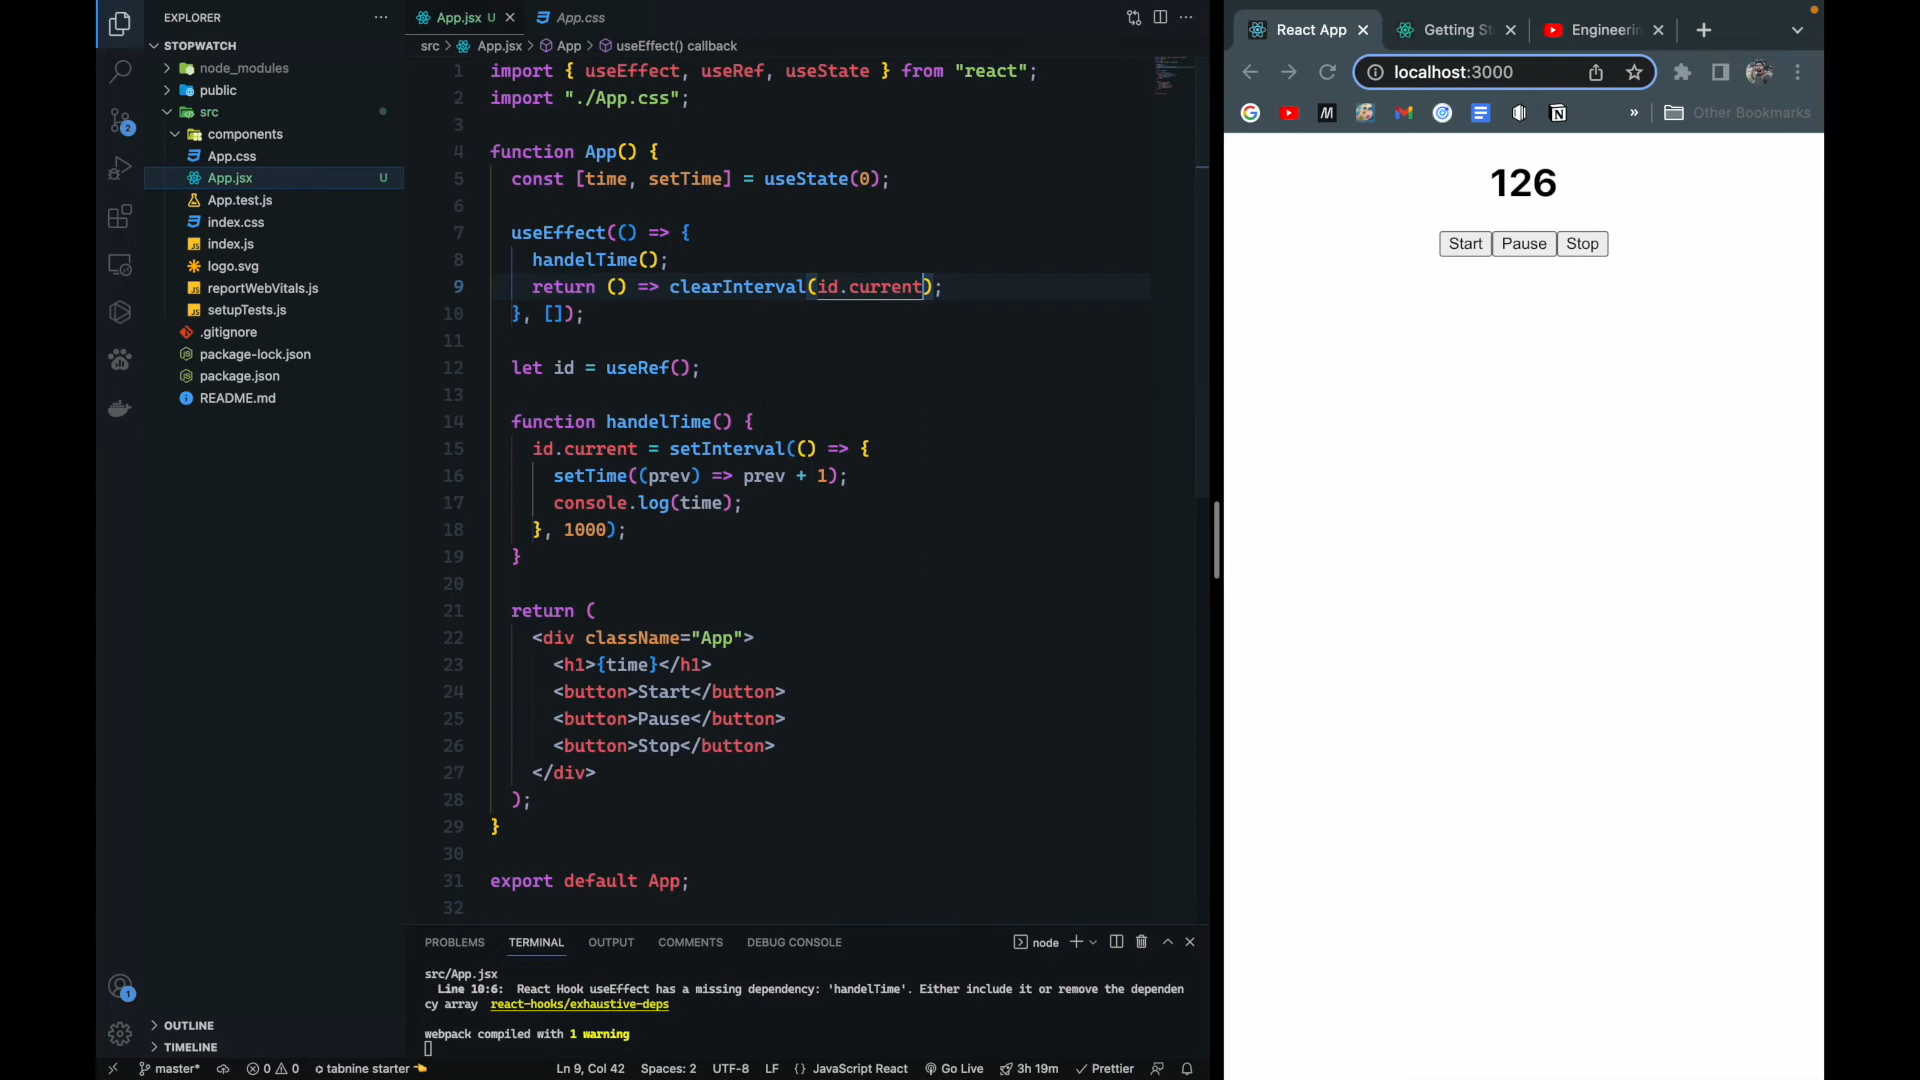 EXPLORER
STOPWATCH
node_modules
public
src
components
App.css
App.jsx U
App.test.js
index.css
index.js
logo.svg
reportWebVitals.js
setupTests.js
.gitignore
package-lock.json
package.json
README.md
OUTLINE
TIMELINE
2
1
App.jsx U
App.css
src > App.jsx > App > useEffect() callback
1 import { useEffect, useRef, useState } from "react";
2 import "./App.css";
3
4 function App() {
5 const [time, setTime] = useState(0);
6
7 useEffect(() => {
8 handelTime();
9 return () => clearInterval(id.current);
10 }, []);
11
12 let id = useRef();
13
14 function handelTime() {
15 id.current = setInterval(() => {
16 setTime((prev) => prev + 1);
17 console.log(time);
18 }, 1000);
19 }
20
21 return (
22 <div className="App">
23 <h1>{time}</h1>
24 <button>Start</button>
25 <button>Pause</button>
26 <button>Stop</button>
27 </div>
28 );
29 }
30
31 export default App;
32
PROBLEMS TERMINAL OUTPUT COMMENTS DEBUG CONSOLE
node
src/App.jsx
Line 10:6: React Hook useEffect has a missing dependency: 'handelTime'. Either include it or remove the dependen
cy array react-hooks/exhaustive-deps
webpack compiled with 1 warning
master* 0 0 tabnine starter Ln 9, Col 42 Spaces: 2 UTF-8 LF {} JavaScript React Go Live 3h 19m Prettier
React App
Getting St
Engineerin
localhost:3000
» Other Bookmarks
126
Start Pause Stop